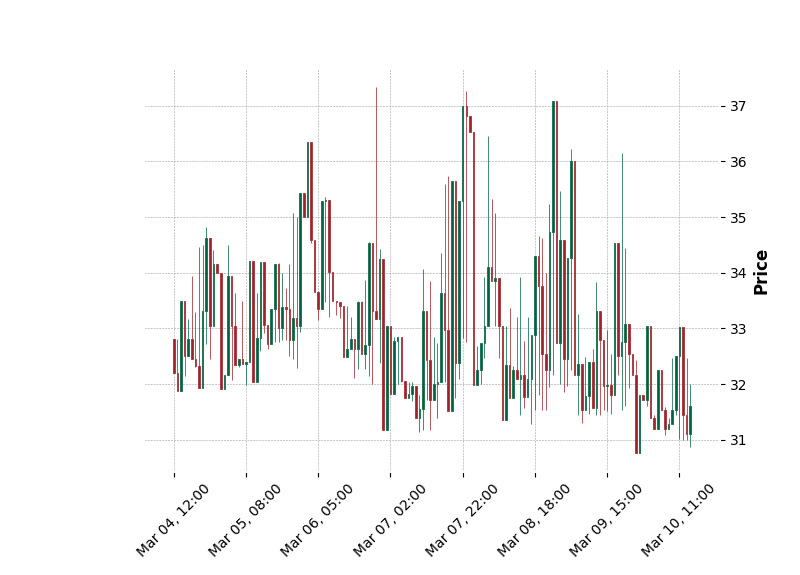 37
36
35
34
33
32
31
Price
Mar 04, 12:00
Mar 05, 08:00
Mar 06, 05:00
Mar 07, 02:00
Mar 07, 22:00
Mar 08, 18:00
Mar 09, 15:00
Mar 10, 11:00